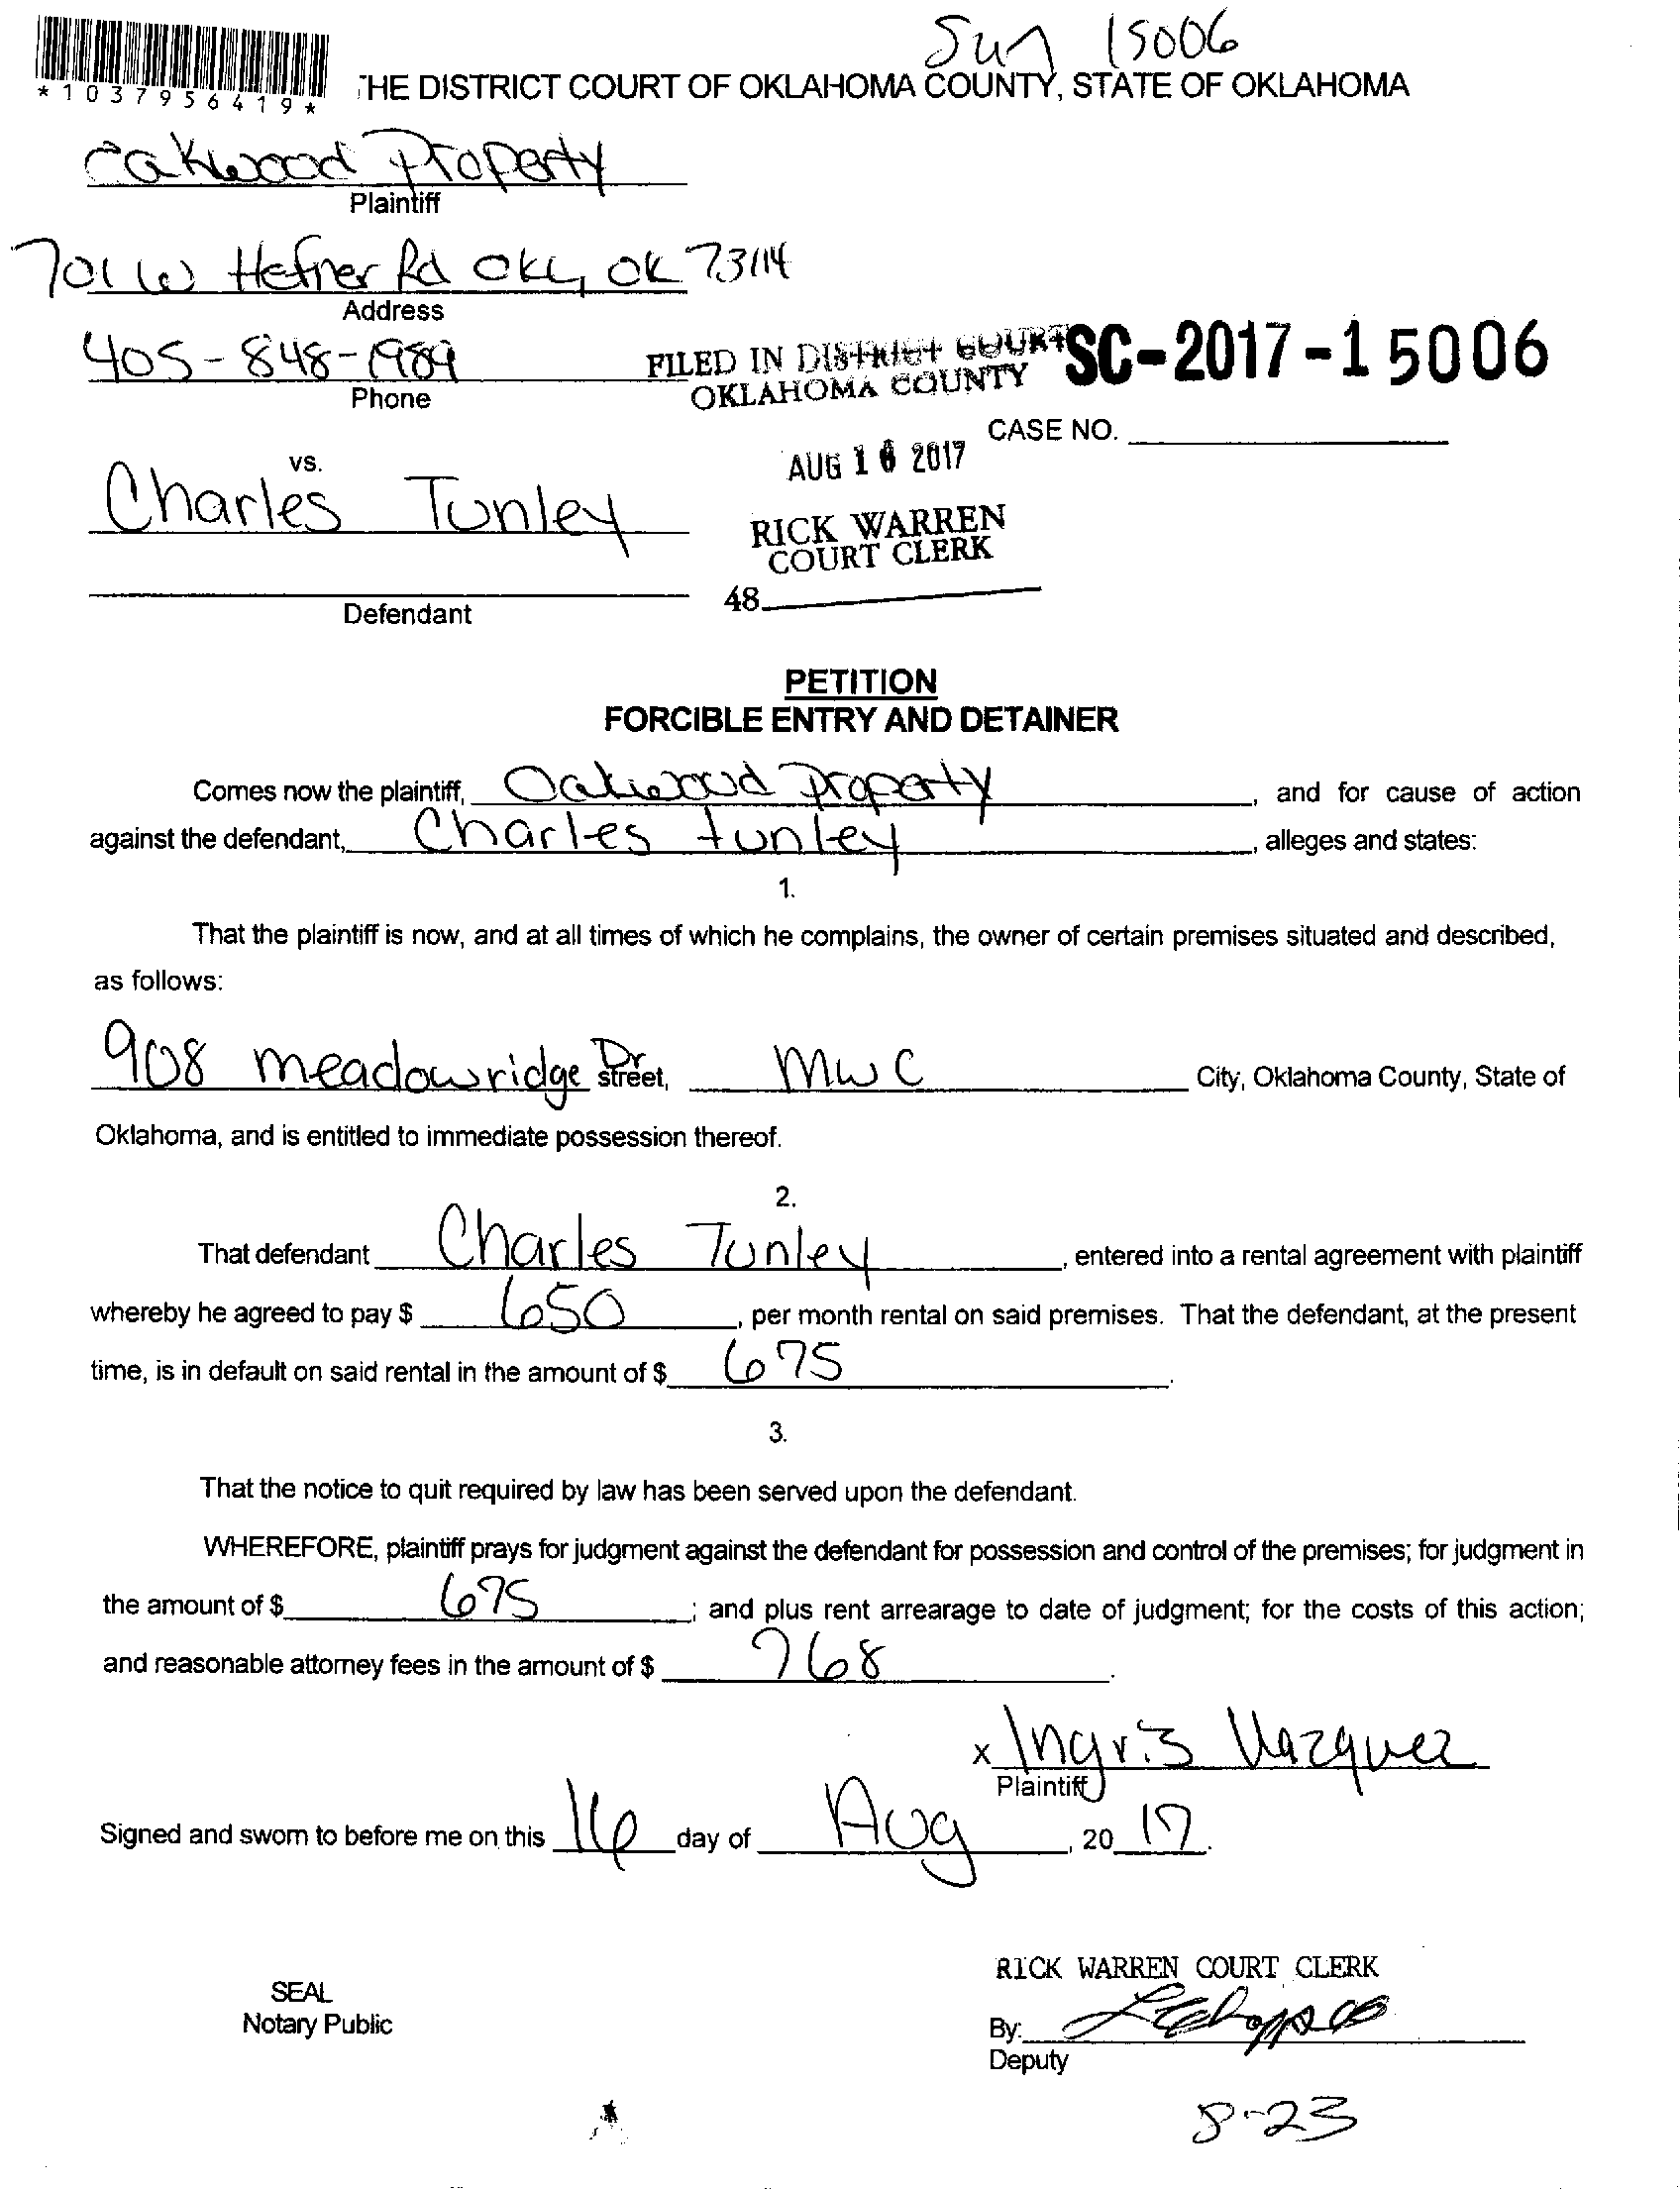 Sun 15006
*1037956419*
THE DISTRICT COURT OF OKLAHOMA COUNTY, STATE OF OKLAHOMA
Oakwood Property
Plaintiff
701 W Hefner Rd OKC, OK 73114
Address
405-848-1989
Phone
FILED IN DISTRICT COURT
OKLAHOMA COUNTY
SC-2017-15006
CASE NO.
AUG 16 2017
vs.
Charles Tunley
RICK WARREN
COURT CLERK
48
Defendant
PETITION
FORCIBLE ENTRY AND DETAINER
Comes now the plaintiff, Oakwood Property, and for cause of action
against the defendant, Charles tunley, alleges and states:
1.
That the plaintiff is now, and at all times of which he complains, the owner of certain premises situated and described,
as follows:
908 meadowridge Dr street, MWC City, Oklahoma County, State of
Oklahoma, and is entitled to immediate possession thereof.
2.
That defendant Charles Tunley, entered into a rental agreement with plaintiff
whereby he agreed to pay $ 650, per month rental on said premises. That the defendant, at the present
time, is in default on said rental in the amount of $ 675.
3.
That the notice to quit required by law has been served upon the defendant.
WHEREFORE, plaintiff prays for judgment against the defendant for possession and control of the premises; for judgment in
the amount of $ 675; and plus rent arrearage to date of judgment; for the costs of this action;
and reasonable attorney fees in the amount of $ 768.
x Ingris Vazquez
Plaintiff
Signed and sworn to before me on this 16 day of Aug, 20 17.
RICK WARREN COURT CLERK
SEAL
Notary Public
By:
Deputy
8-23